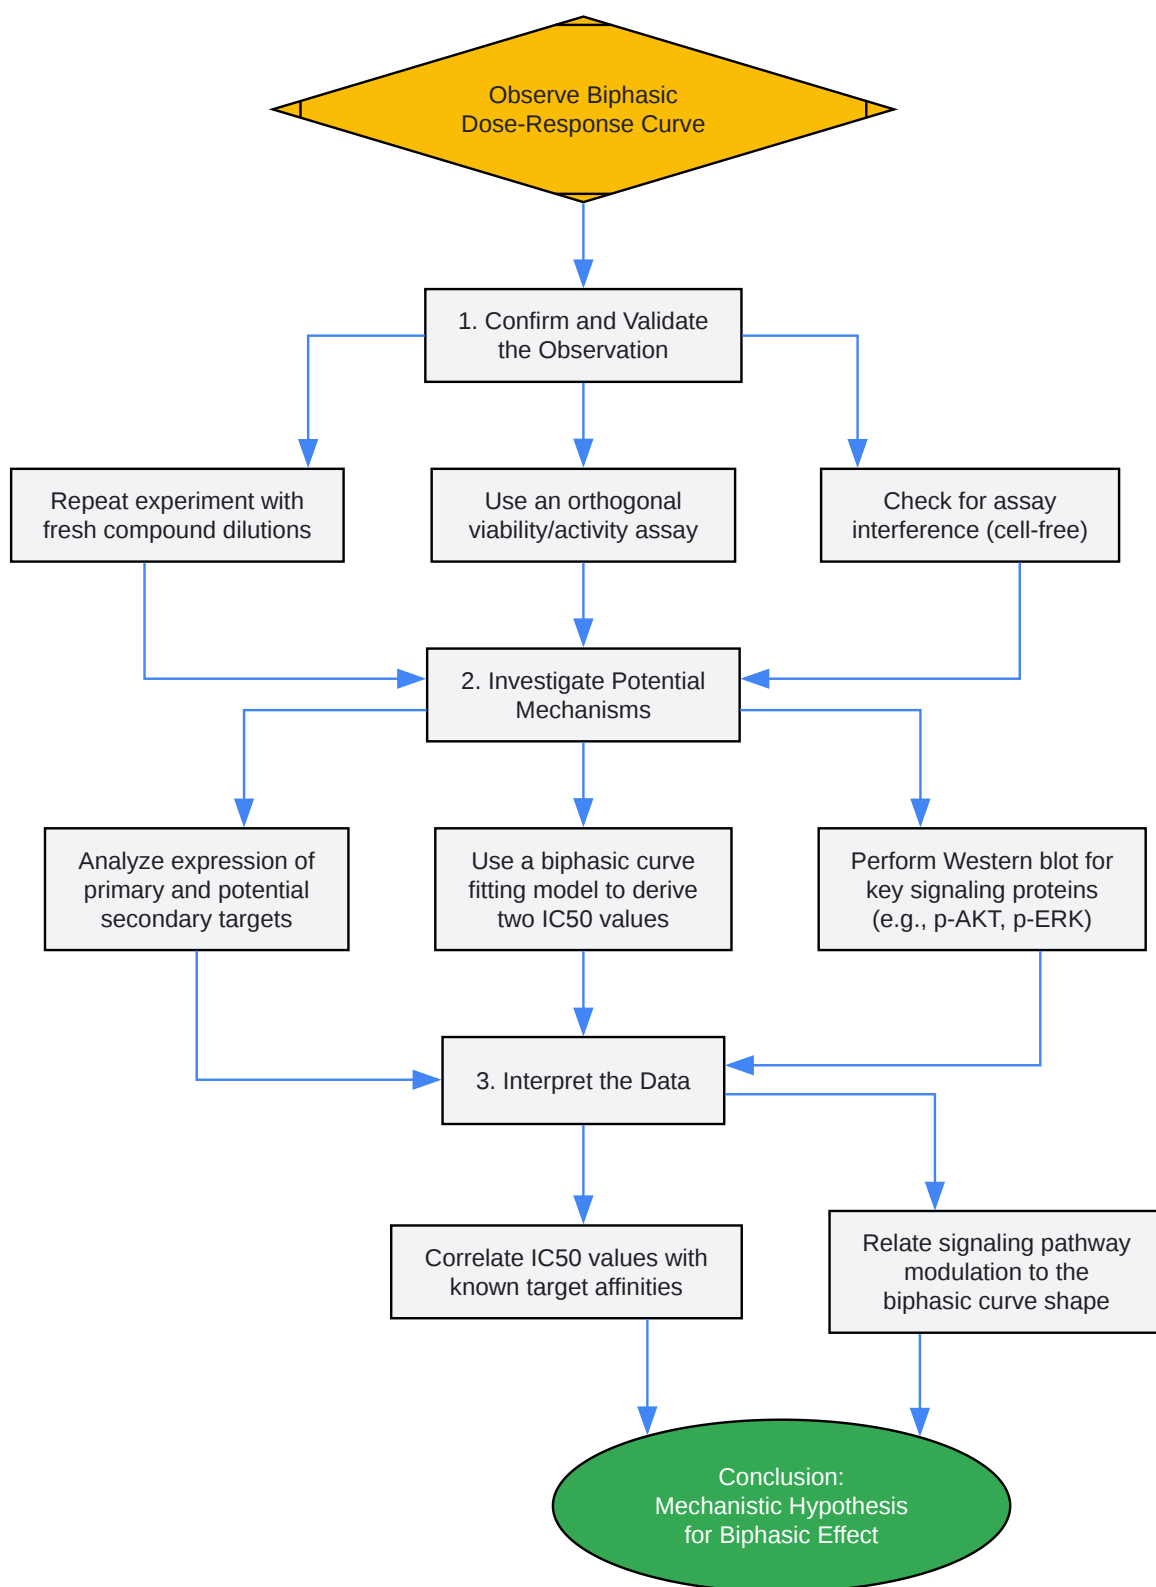 Observe Biphasic
Dose-Response Curve
1. Confirm and Validate
the Observation
Repeat experiment with
fresh compound dilutions
Use an orthogonal
viability/activity assay
Check for assay
interference (cell-free)
2. Investigate Potential
Mechanisms
Analyze expression of
primary and potential
secondary targets
Use a biphasic curve
fitting model to derive
two IC50 values
Perform Western blot for
key signaling proteins
(e.g., p-AKT, p-ERK)
3. Interpret the Data
Correlate IC50 values with
known target affinities
Relate signaling pathway
modulation to the
biphasic curve shape
Conclusion:
Mechanistic Hypothesis
for Biphasic Effect